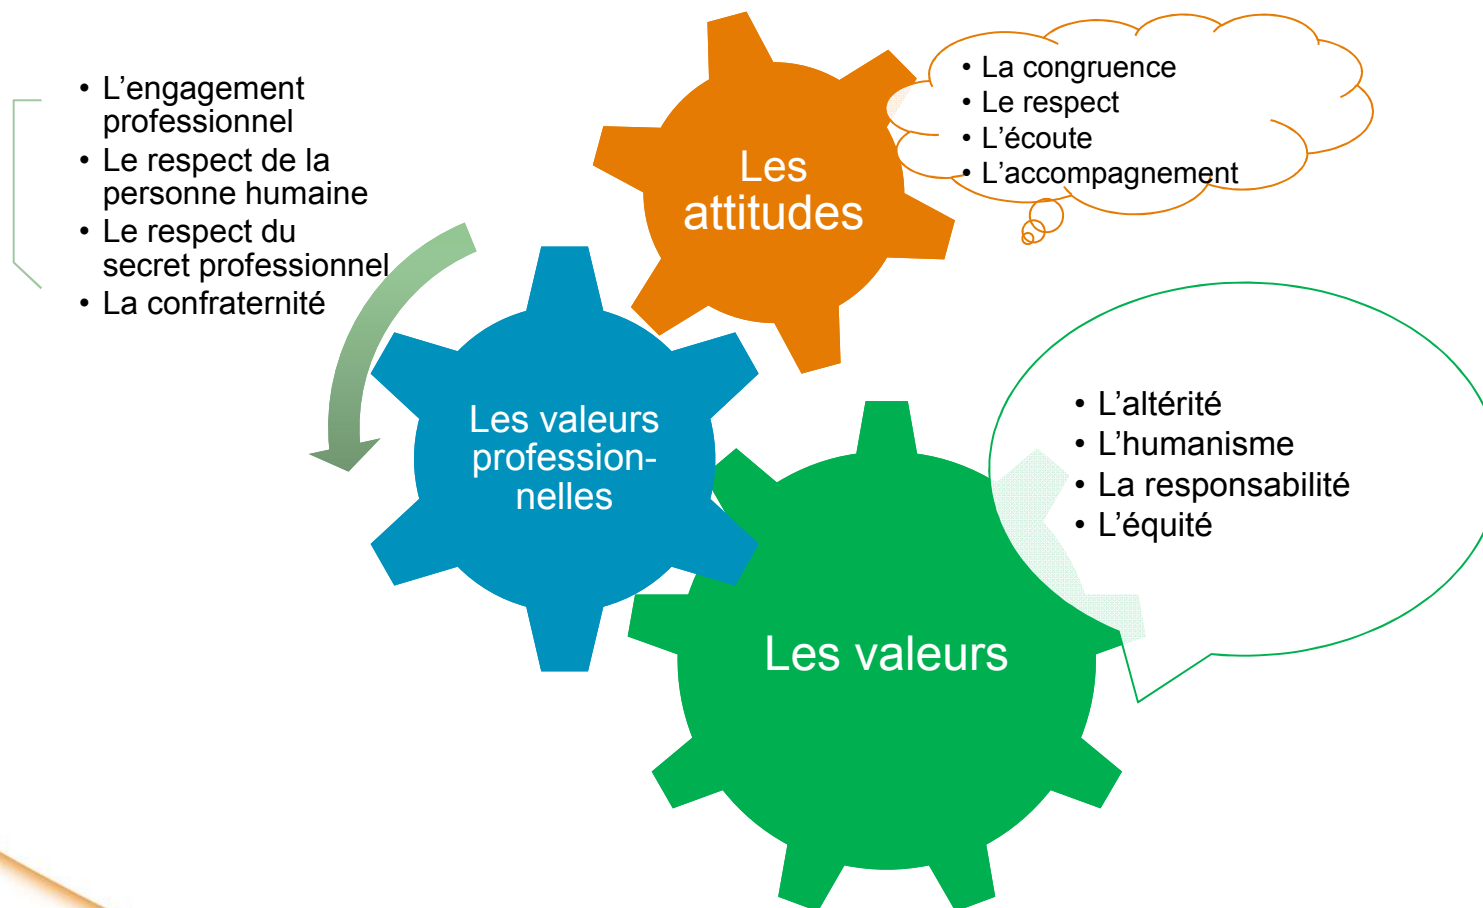 • L’engagement
professionnel
• Le respect de la
personne humaine
• Le respect du
secret professionnel
• La confraternité
Les
attitudes
• La congruence
• Le respect
• L’écoute
• L’accompagnement
Les valeurs
profession-
nelles
• L’altérité
• L’humanisme
• La responsabilité
• L’équité
Les valeurs